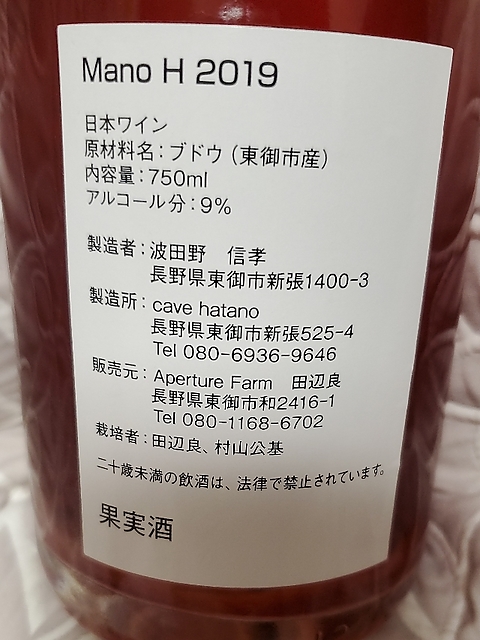 Mano H 2019
日本ワイン
原材料名：ブドウ（東御市産）
内容量：750ml
アルコール分：9%
製造者：波田野　信孝
長野県東御市新張1400-3
製造所：cave hatano
長野県東御市新張525-4
Tel 080-6936-9646
販売元：Aperture Farm　田辺良
長野県東御市和2416-1
Tel 080-1168-6702
栽培者：田辺良、村山公基
二十歳未満の飲酒は、法律で禁止されています。
果実酒